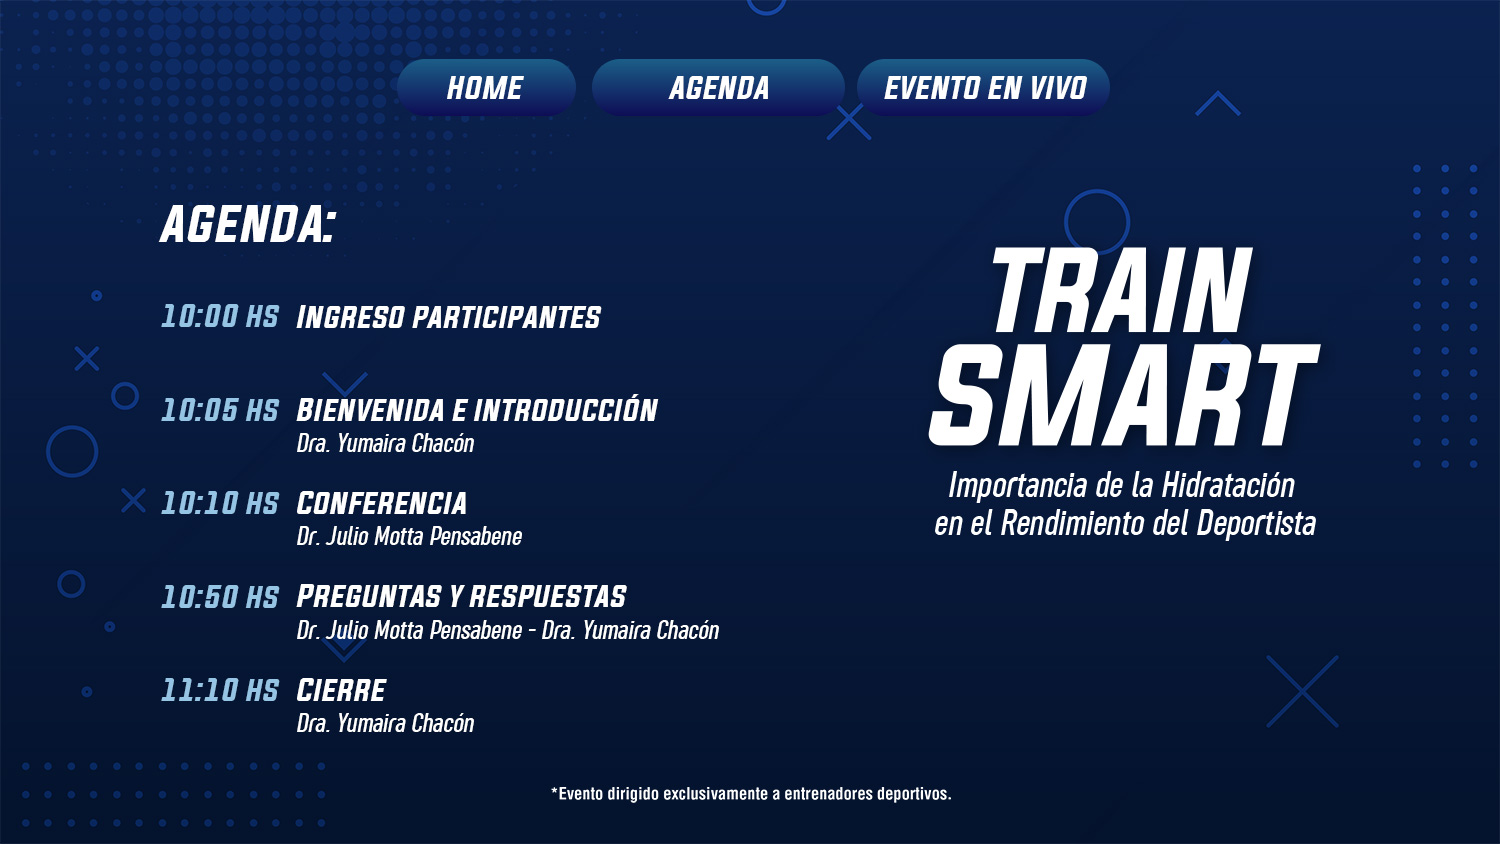 HOME
AGENDA
EVENTO EN VIVO
AGENDA:
10:00 HS INGRESO PARTICIPANTES
10:05 HS BIENVENIDA E INTRODUCCIÓN
Dra. Yumaira Chacón
10:10 HS CONFERENCIA
Dr. Julio Motta Pensabene
10:50 HS PREGUNTAS Y RESPUESTAS
Dr. Julio Motta Pensabene - Dra. Yumaira Chacón
11:10 HS CIERRE
Dra. Yumaira Chacón
TRAIN
SMART
Importancia de la Hidratación
en el Rendimiento del Deportista
*Evento dirigido exclusivamente a entrenadores deportivos.